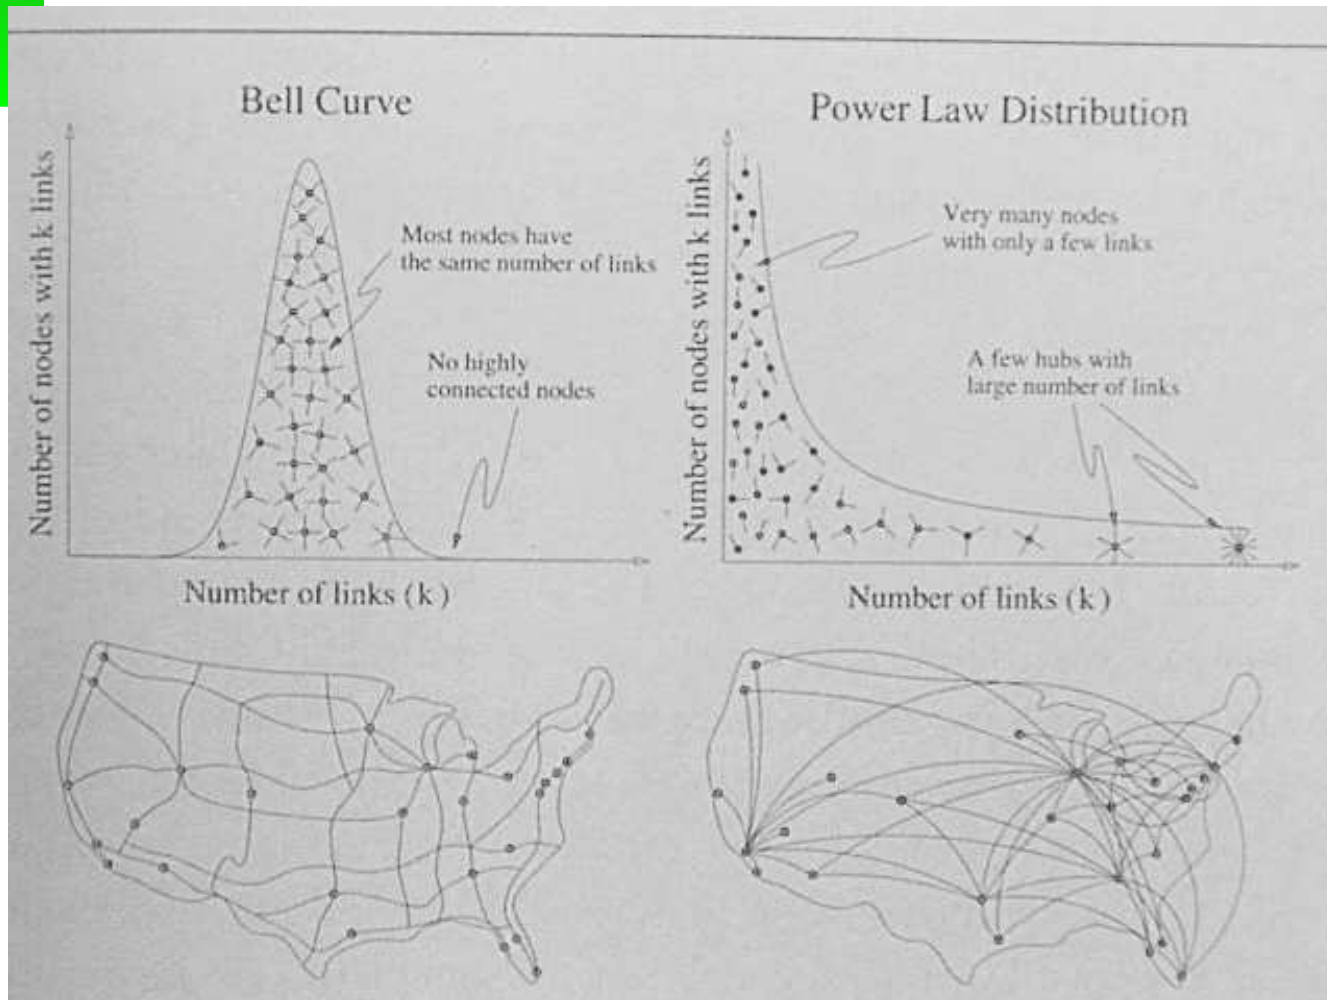 Bell Curve
Number of nodes with k links
Most nodes have
the same number of links
No highly
connected nodes
Number of links (k)
Power Law Distribution
Number of nodes with k links
Very many nodes
with only a few links
A few hubs with
large number of links
Number of links (k)